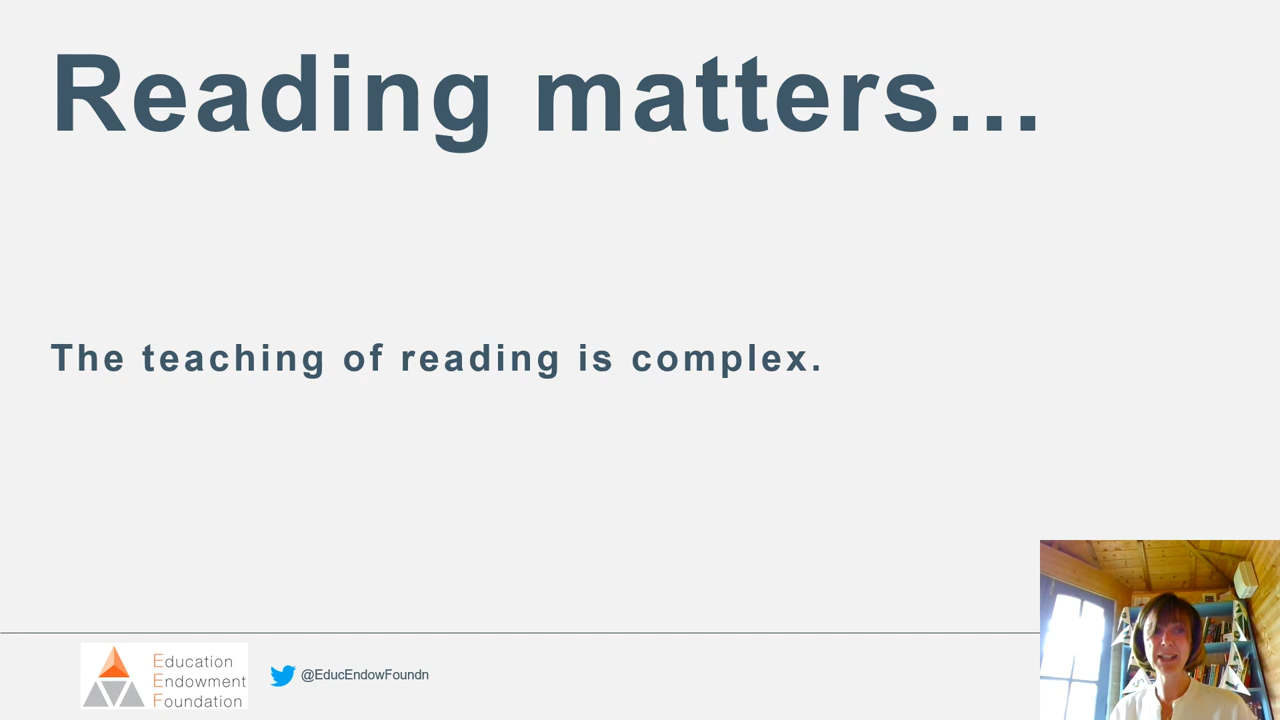 Reading matters...
The teaching of reading is complex.
Education
Endowment
Foundation
@EducEndowFoundn